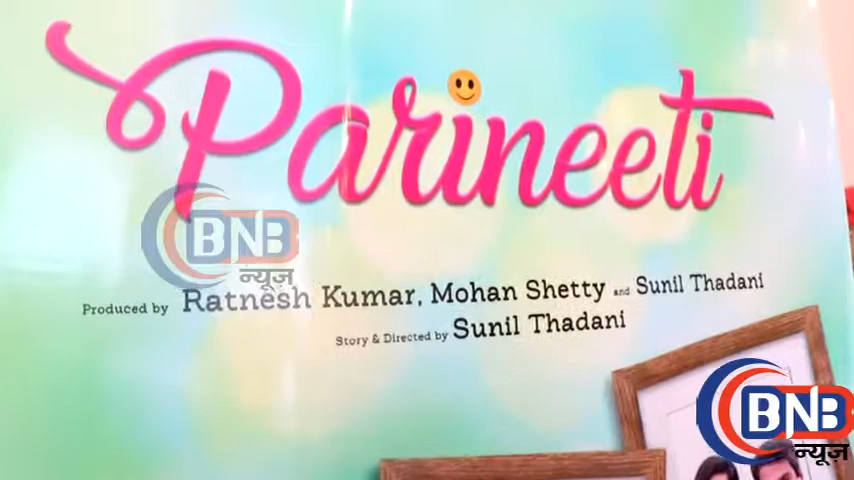 Parineeti
BNB
न्यूज़
Produced by Ratnesh Kumar, Mohan Shetty and Sunil Thadani
Story & Directed by Sunil Thadani
BNB
न्यूज़